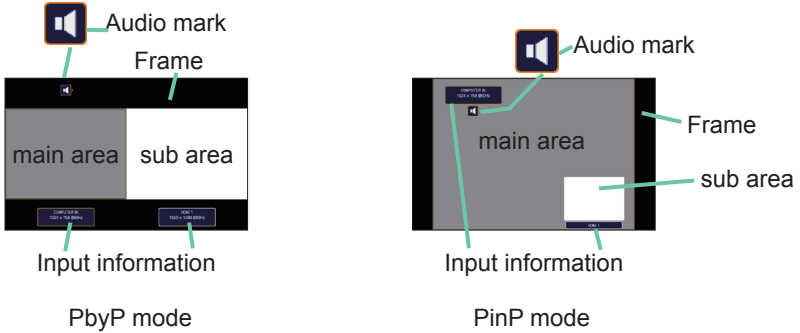 Audio mark
Frame
main area
sub area
COMPUTER IN
1024 x 768 @60Hz
HDMI 1
1920 x 1080 @60Hz
Input information
PbyP mode
Audio mark
COMPUTER IN
1024 x 768 @60Hz
main area
Frame
sub area
HDMI 1
Input information
PinP mode